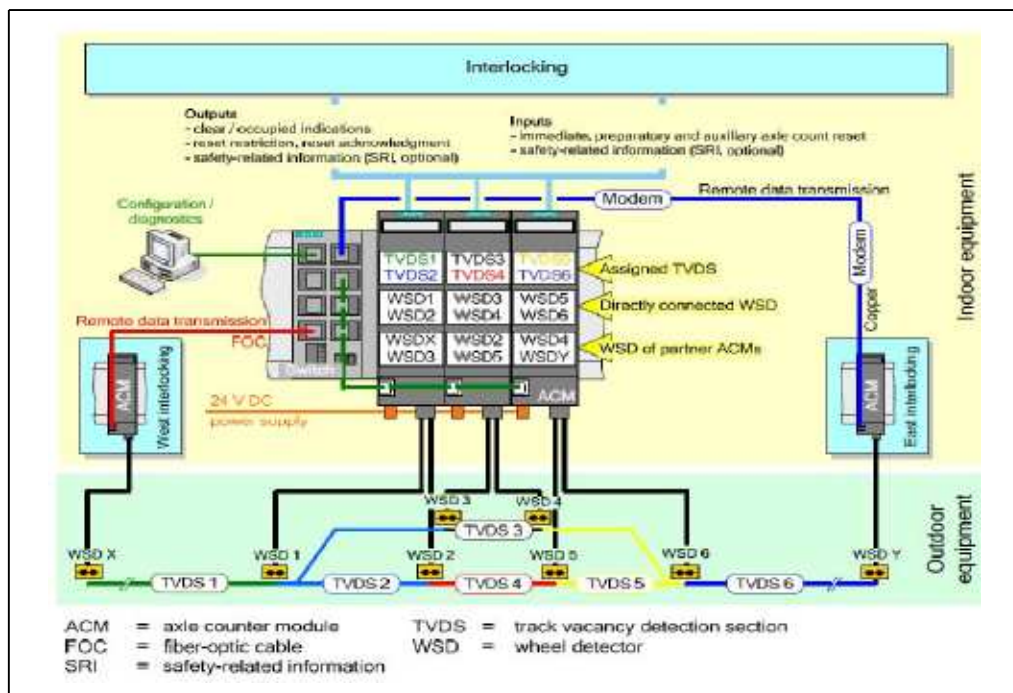 Interlocking
Outputs
- clear / occupied indications
- reset restriction, reset acknowledgment
- safety-related information (SRI, optional)
Inputs
- immediate, preparatory and auxiliary axle count reset
- safety-related information (SRI, optional)
Configuration /
diagnostics
Remote data transmission
Modem
Modem
Copper
Indoor equipment
TVDS1
TVDS2
TVDS3
TVDS4
TVDS5
TVDS6
Assigned TVDS
WSD1
WSD2
WSD3
WSD4
WSD5
WSD6
Directly connected WSD
WSDX
WSD3
WSD2
WSD5
WSD4
WSDY
WSD of partner ACMs
Remote data transmission
FOC
Switch
ACM
24 V DC
power supply
ACM
West interlocking
ACM
East interlocking
WSD 3
WSD 4
TVDS 3
WSD X
WSD 1
WSD 2
WSD 5
WSD 6
WSD Y
TVDS 1
TVDS 2
TVDS 4
TVDS 5
TVDS 6
Outdoor
equipment
ACM = axle counter module
FOC = fiber-optic cable
SRI = safety-related information
TVDS = track vacancy detection section
WSD = wheel detector